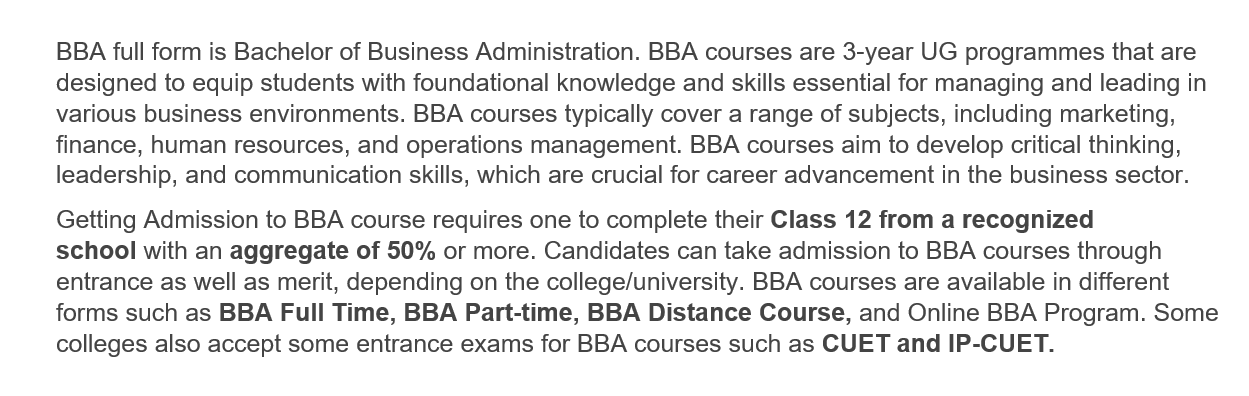 BBA full form is Bachelor of Business Administration. BBA courses are 3-year UG programmes that are
designed to equip students with foundational knowledge and skills essential for managing and leading in
various business environments. BBA courses typically cover a range of subjects, including marketing,
finance, human resources, and operations management. BBA courses aim to develop critical thinking,
leadership, and communication skills, which are crucial for career advancement in the business sector.
Getting Admission to BBA course requires one to complete their Class 12 from a recognized
school with an aggregate of 50% or more. Candidates can take admission to BBA courses through
entrance as well as merit, depending on the college/university. BBA courses are available in different
forms such as BBA Full Time, BBA Part-time, BBA Distance Course, and Online BBA Program. Some
colleges also accept some entrance exams for BBA courses such as CUET and IP-CUET.